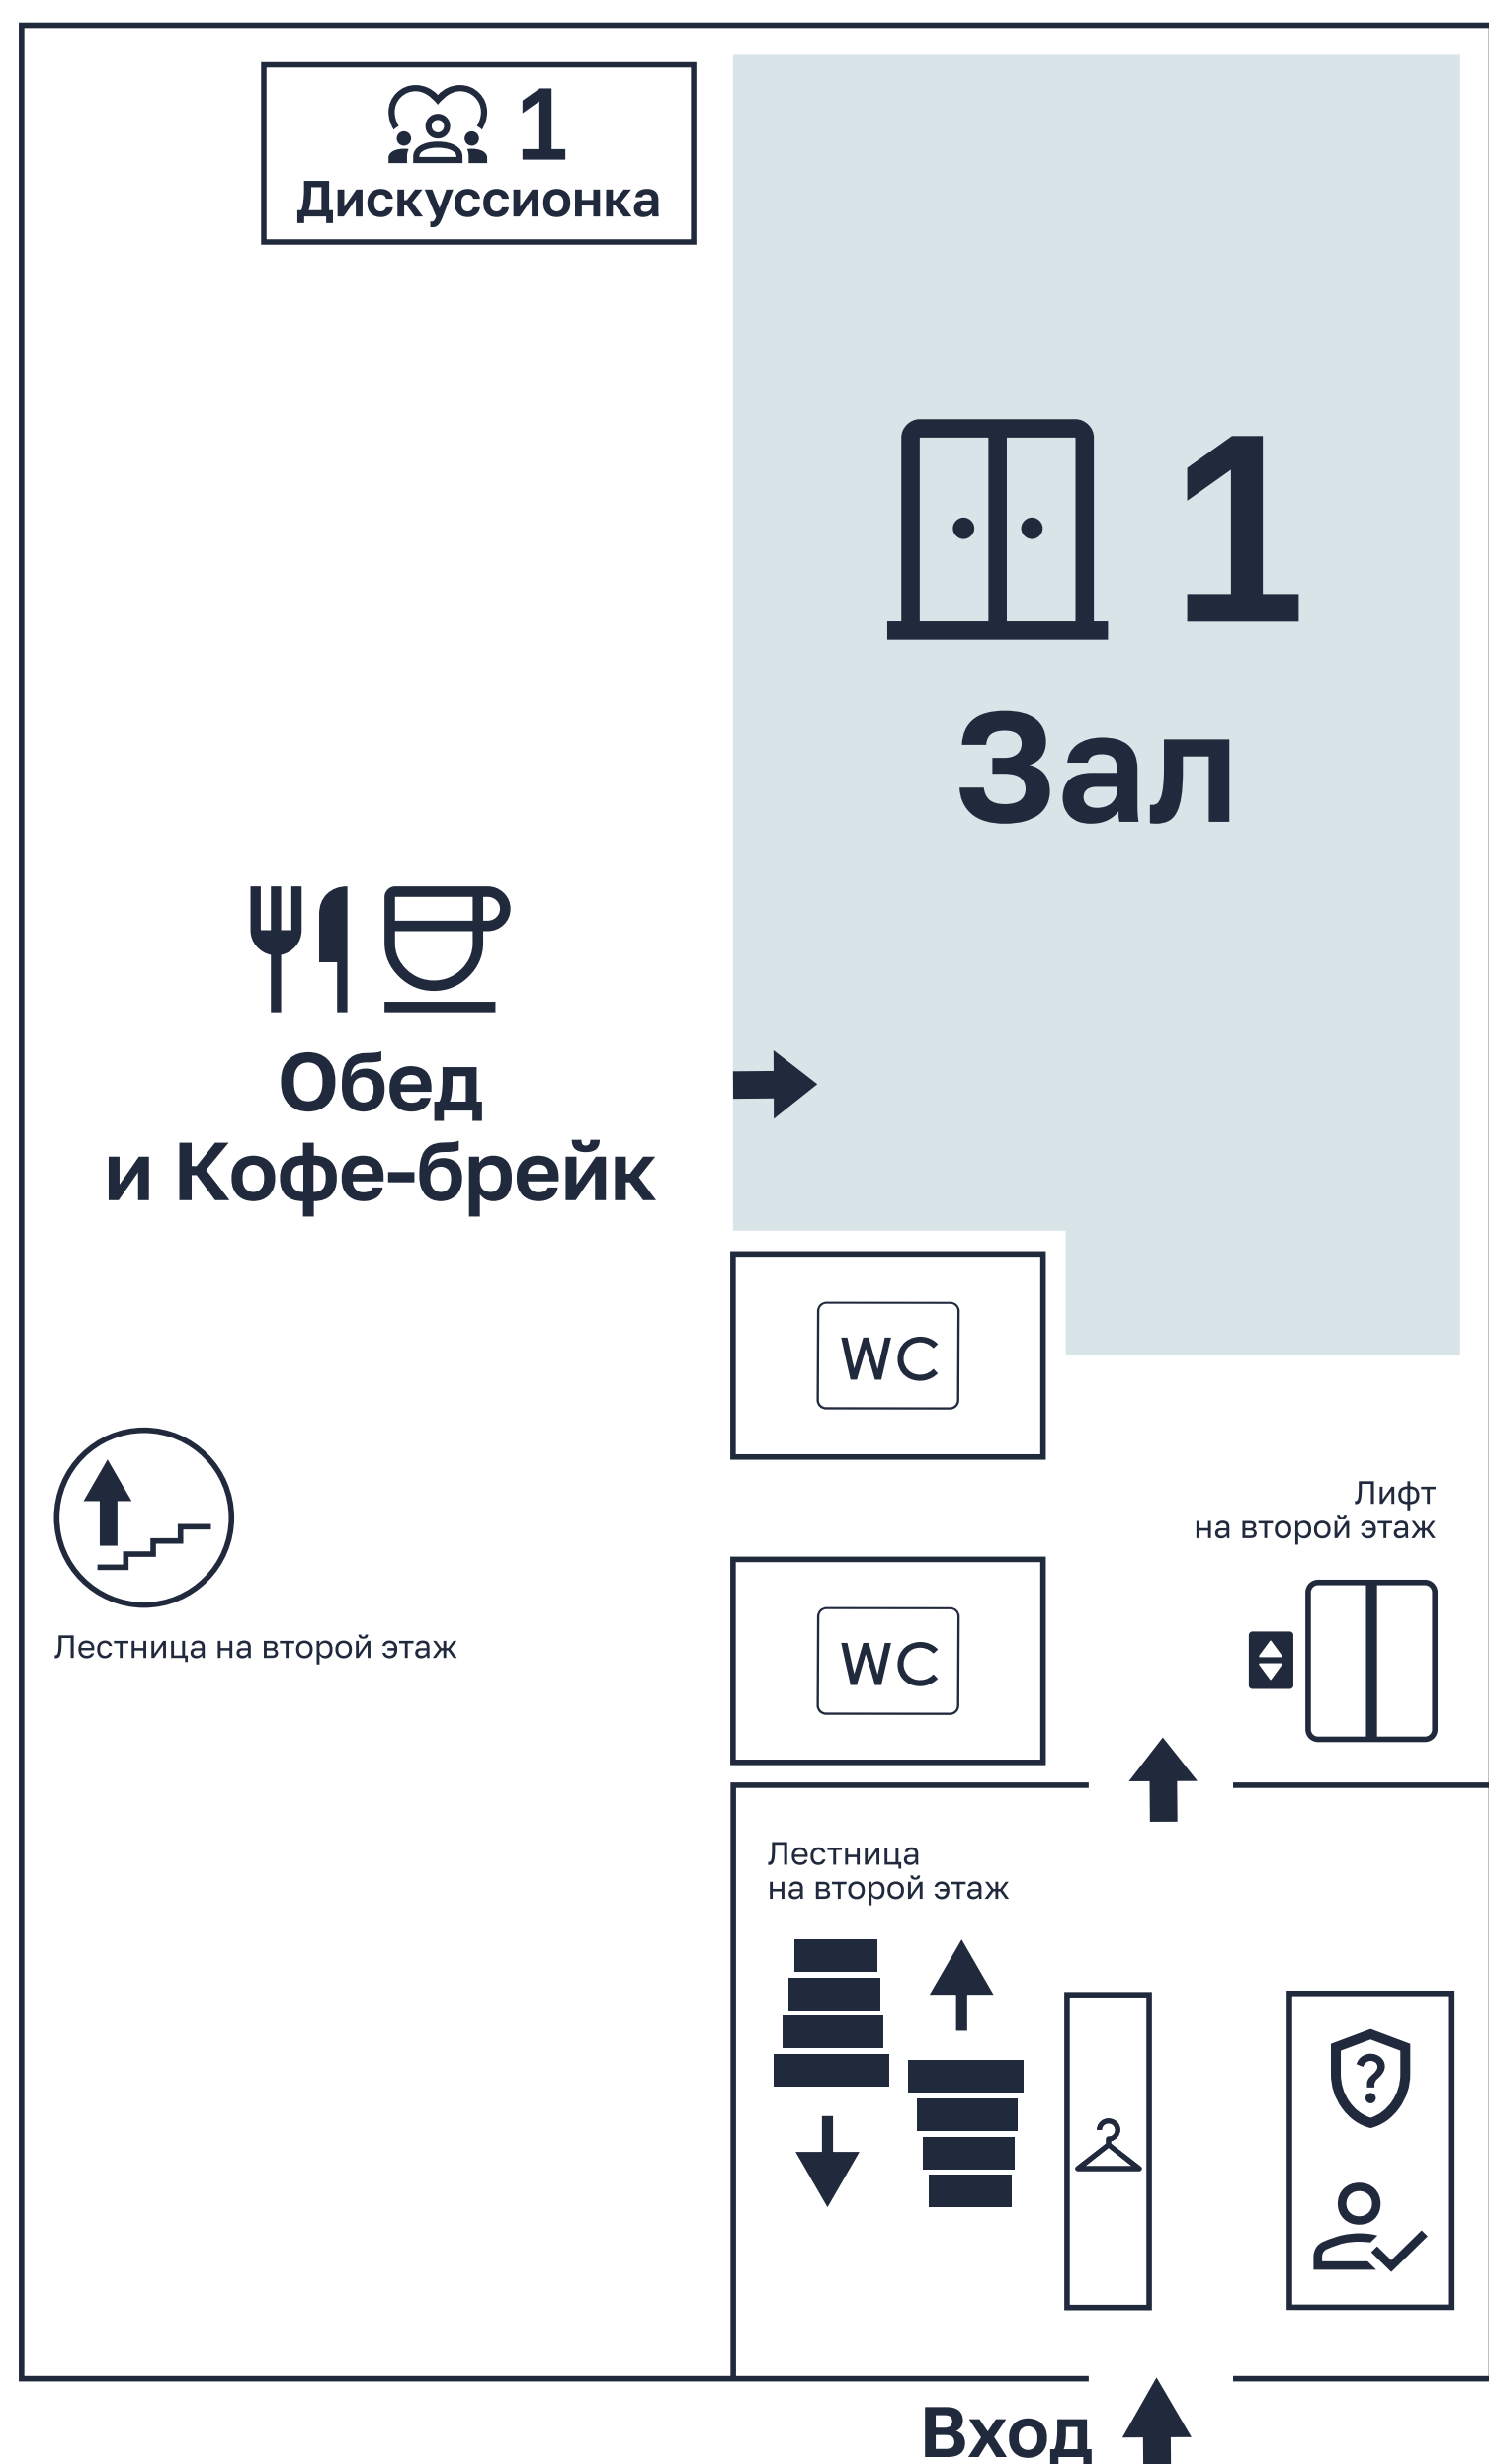 1
Дискуссионка
1
Зал
Обед
и Кофе-брейк
WC
Лифт
на второй этаж
WC
Лестница на второй этаж
Лестница
на второй этаж
?
Вход